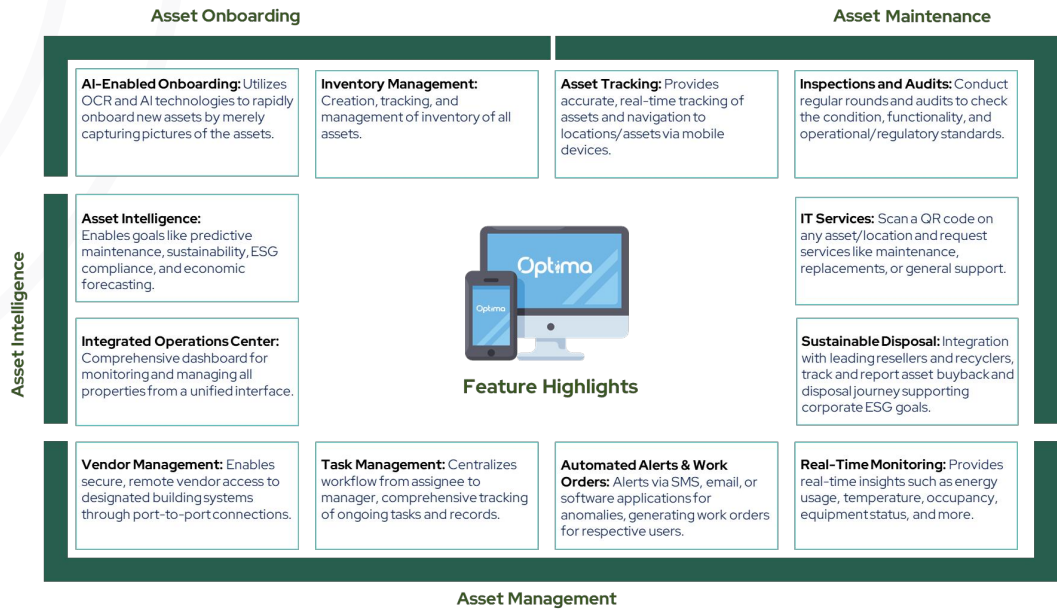 Asset Onboarding
Asset Maintenance
AI-Enabled Onboarding: Utilizes
OCR and AI technologies to rapidly
onboard new assets by merely
capturing pictures of the assets.
Inventory Management:
Creation, tracking, and
management of inventory of all
assets.
Asset Tracking: Provides
accurate, real-time tracking of
assets and navigation to
locations/assets via mobile
devices.
Inspections and Audits: Conduct
regular rounds and audits to check
the condition, functionality, and
operational/regulatory standards.
Asset Intelligence
Asset Intelligence:
Enables goals like predictive
maintenance, sustainability, ESG
compliance, and economic
forecasting.
Optima
Optima
Feature Highlights
IT Services: Scan a QR code on
any asset/location and request
services like maintenance,
replacements, or general support.
Integrated Operations Center:
Comprehensive dashboard for
monitoring and managing all
properties from a unified interface.
Sustainable Disposal: Integration
with leading resellers and recyclers,
track and report asset buyback and
disposal journey supporting
corporate ESG goals.
Vendor Management: Enables
secure, remote vendor access to
designated building systems
through port-to-port connections.
Task Management: Centralizes
workflow from assignee to
manager, comprehensive tracking
of ongoing tasks and records.
Automated Alerts & Work
Orders: Alerts via SMS, email, or
software applications for
anomalies, generating work orders
for respective users.
Real-Time Monitoring: Provides
real-time insights such as energy
usage, temperature, occupancy,
equipment status, and more.
Asset Management